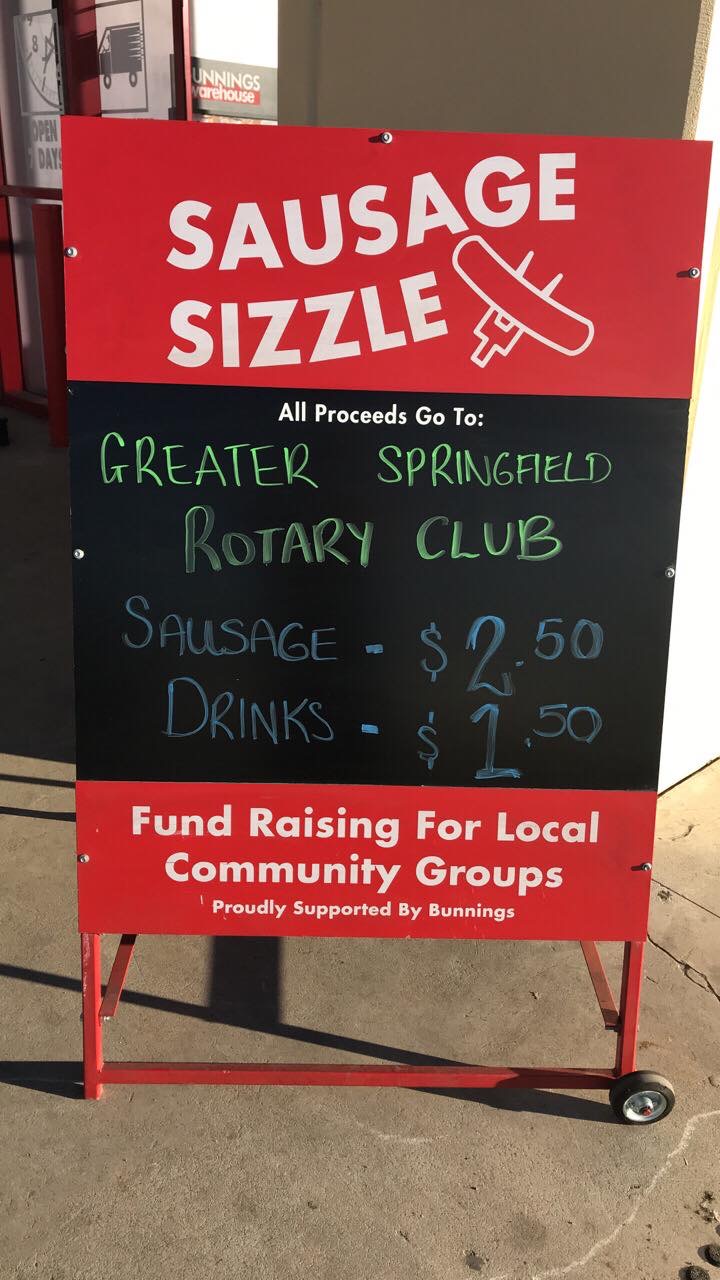 OPEN
7 DAYS
UNNINGS
warehouse
SAUSAGE
SIZZLE
All Proceeds Go To:
GREATER SPRINGFIELD
ROTARY CLUB
SAUSAGE - $2.50
DRINKS - $1.50
Fund Raising For Local
Community Groups
Proudly Supported By Bunnings